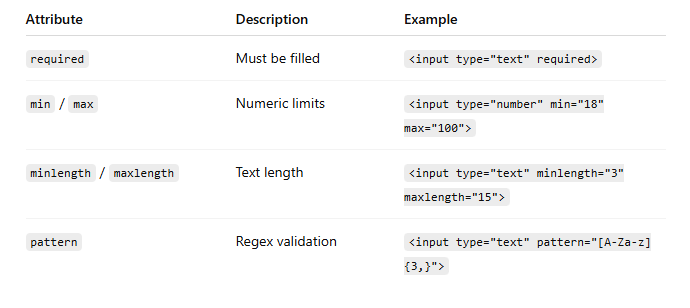 Attribute Description Example
required Must be filled <input type="text" required>
min / max Numeric limits <input type="number" min="18"
max="100">
minlength / maxlength Text length <input type="text" minlength="3"
maxlength="15">
pattern Regex validation <input type="text" pattern="[A-Za-z]
{3,}">